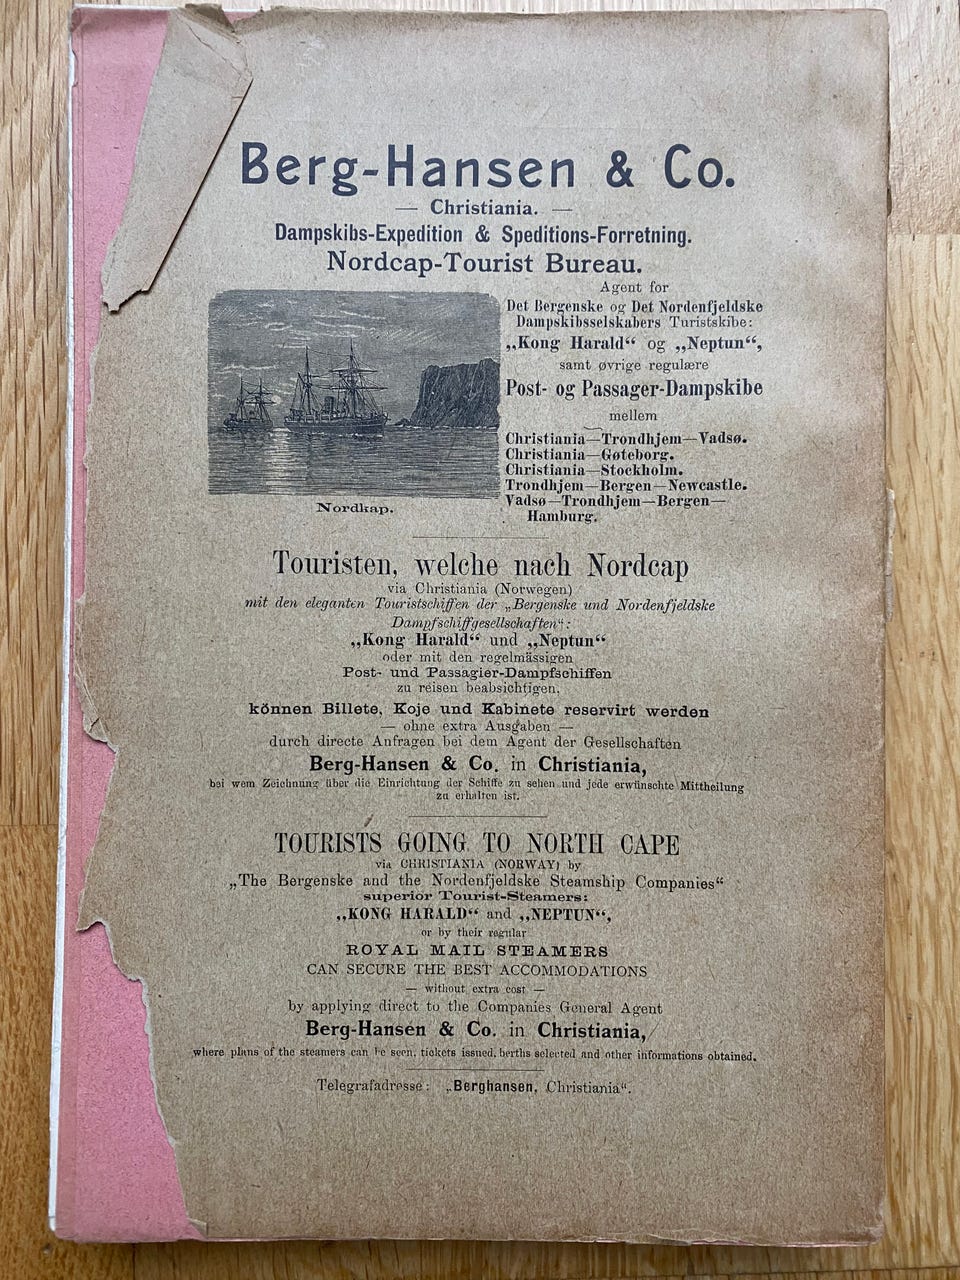 Berg-Hansen & Co.
— Christiania. —
Dampskibs-Expedition & Speditions-Forretning.
Nordcap-Tourist Bureau.
Agent for
Det Bergenske og Det Nordenfjeldske
Dampskibsselskabers Turistskibe:
„Kong Harald“ og „Neptun“,
samt øvrige regulære
Post- og Passager-Dampskibe
mellem
Christiania—Trondhjem—Vadsø.
Christiania—Gøteborg.
Christiania—Stockholm.
Trondhjem—Bergen—Newcastle.
Vadsø—Trondhjem—Bergen—
Hamburg.
Nordkap.
Touristen, welche nach Nordcap
via Christiania (Norwegen)
mit den eleganten Touristschiffen der „Bergenske und Nordenfjeldske
Dampfschiffgesellschaften“:
„Kong Harald“ und „Neptun“
oder mit den regelmässigen
Post- und Passagier-Dampfschiffen
zu reisen beabsichtigen,
können Billete, Koje und Kabinete reservirt werden
— ohne extra Ausgaben —
durch directe Anfragen bei dem Agent der Gesellschaften
Berg-Hansen & Co. in Christiania,
bei wem Zeichnung über die Einrichtung der Schiffe zu sehen und jede erwünschte Mittheilung
zu erhalten ist.
TOURISTS GOING TO NORTH CAPE
via CHRISTIANIA (NORWAY) by
„The Bergenske and the Nordenfjeldske Steamship Companies“
superior Tourist-Steamers:
„KONG HARALD“ and „NEPTUN“,
or by their regular
ROYAL MAIL STEAMERS
CAN SECURE THE BEST ACCOMMODATIONS
— without extra cost —
by applying direct to the Companies General Agent
Berg-Hansen & Co. in Christiania,
where plans of the steamers can be seen, tickets issued, berths selected and other informations obtained.
Telegrafadresse: „Berghansen, Christiania“.